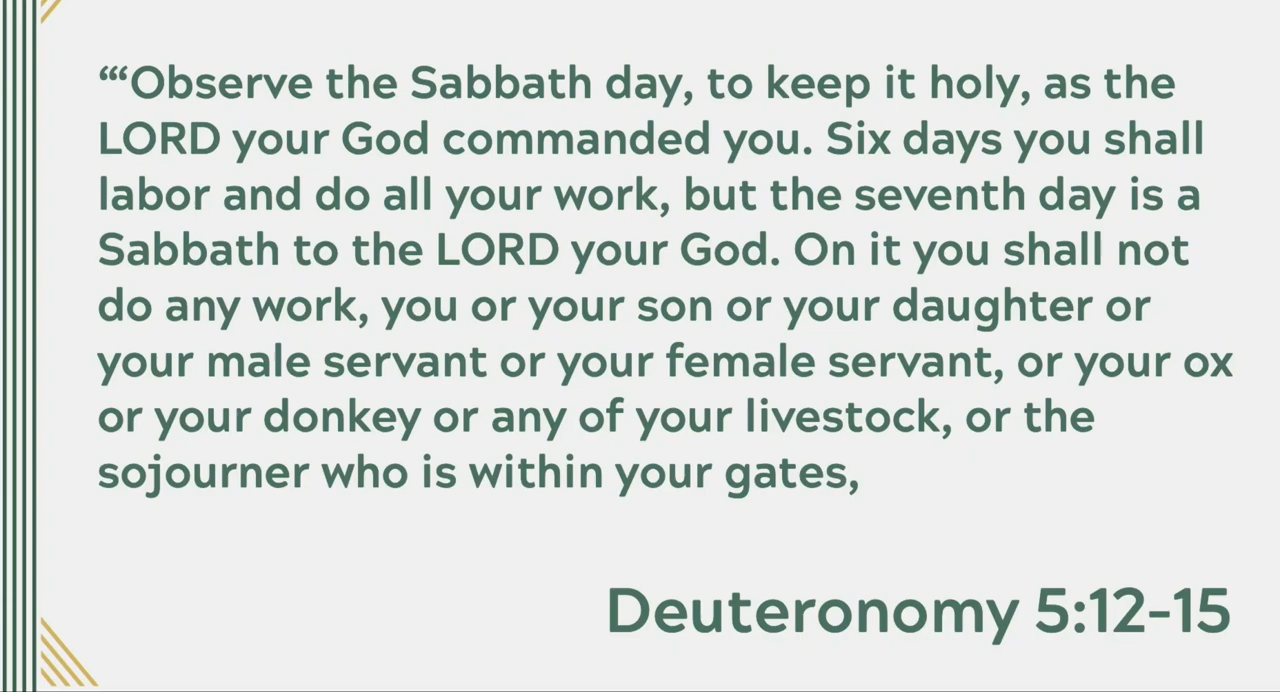 “‘Observe the Sabbath day, to keep it holy, as the
LORD your God commanded you. Six days you shall
labor and do all your work, but the seventh day is a
Sabbath to the LORD your God. On it you shall not
do any work, you or your son or your daughter or
your male servant or your female servant, or your ox
or your donkey or any of your livestock, or the
sojourner who is within your gates,
Deuteronomy 5:12-15